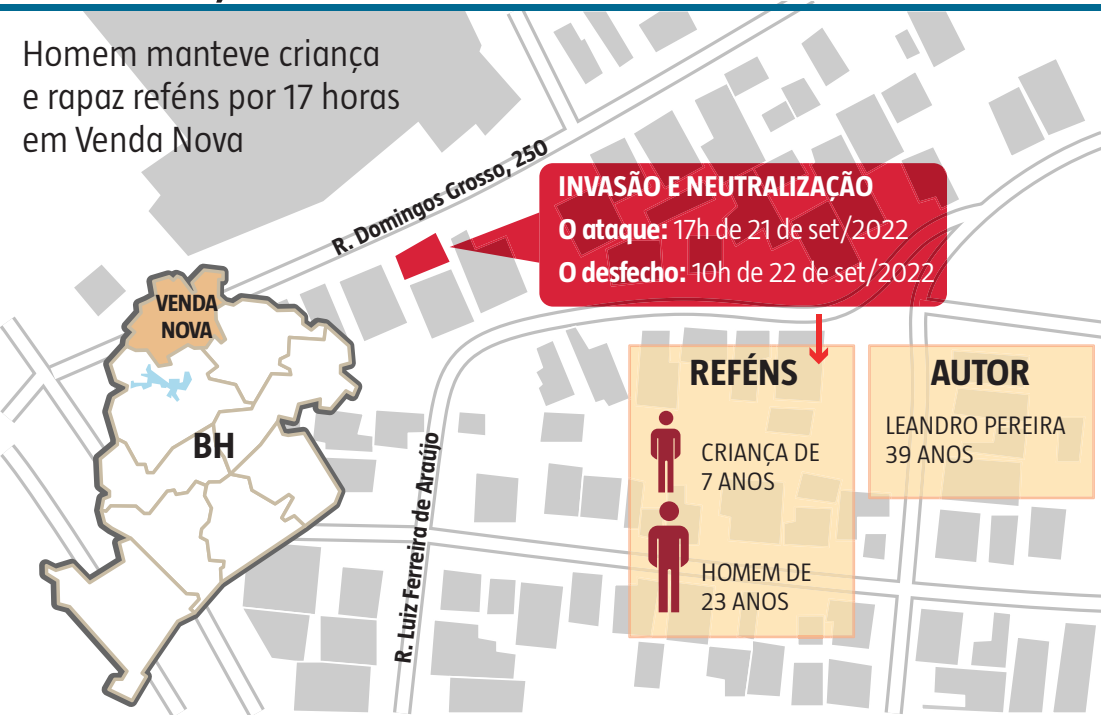 Homem manteve criança
e rapaz reféns por 17 horas
em Venda Nova
R. Domingos Grosso, 250
INVASÃO E NEUTRALIZAÇÃO
O ataque: 17h de 21 de set/2022
O desfecho: 10h de 22 de set/2022
VENDA
NOVA
BH
R. Luiz Ferreira de Araújo
REFÉNS
CRIANÇA DE
7 ANOS
HOMEM DE
23 ANOS
AUTOR
LEANDRO PEREIRA
39 ANOS